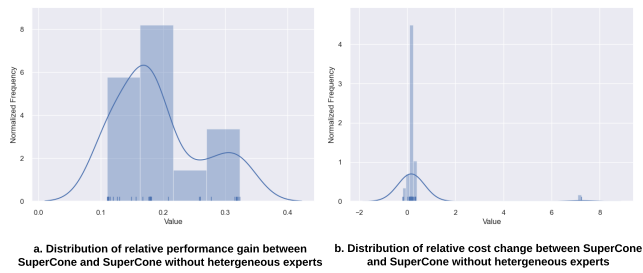 8
6
4
2
0
Normalized Frequency
0.0 0.1 0.2 0.3 0.4
Value
4
3
2
1
0
Normalized Frequency
−2 0 2 4 6 8
Value
a. Distribution of relative performance gain between
SuperCone and SuperCone without hetergeneous experts
b. Distribution of relative cost change between SuperCone
and SuperCone without hetergeneous experts